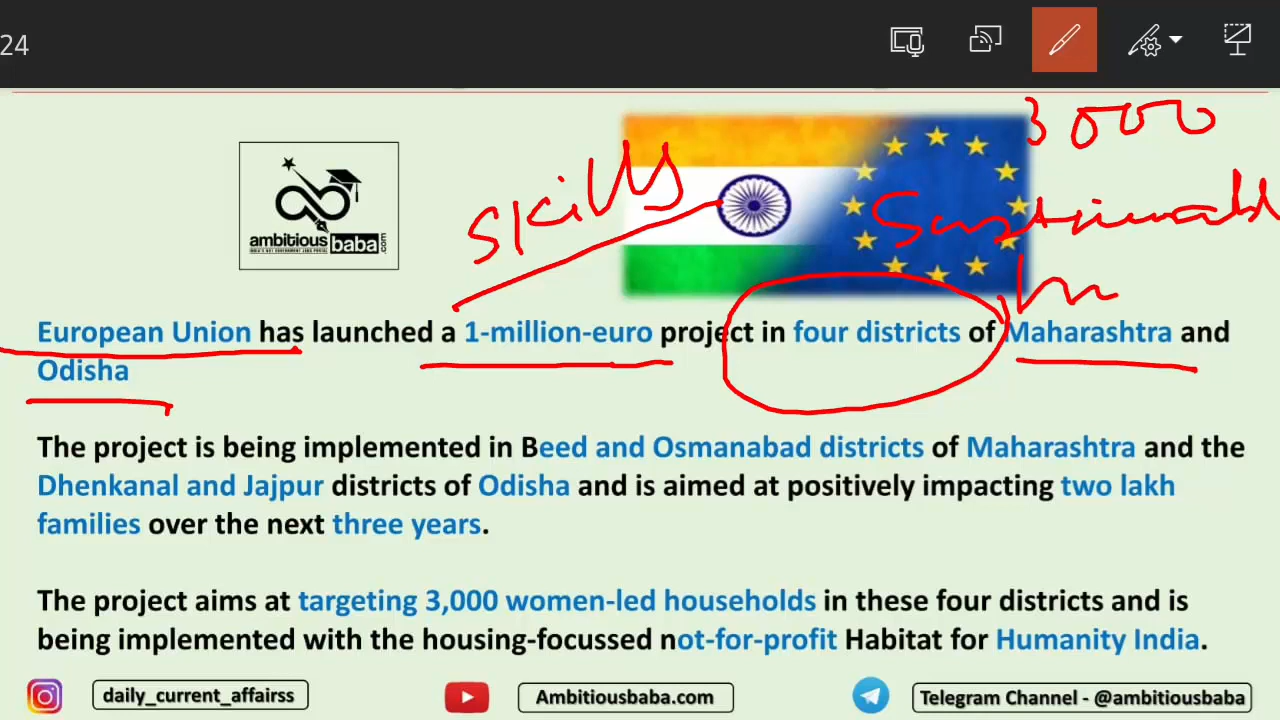 24
3000
skills
ambitious
baba
.com
European Union has launched a 1-million-euro project in four districts of Maharashtra and
Odisha
The project is being implemented in Beed and Osmanabad districts of Maharashtra and the
Dhenkanal and Jajpur districts of Odisha and is aimed at positively impacting two lakh
families over the next three years.
The project aims at targeting 3,000 women-led households in these four districts and is
being implemented with the housing-focussed not-for-profit Habitat for Humanity India.
daily_current_affairss
Ambitiousbaba.com
Telegram Channel - @ambitiousbaba